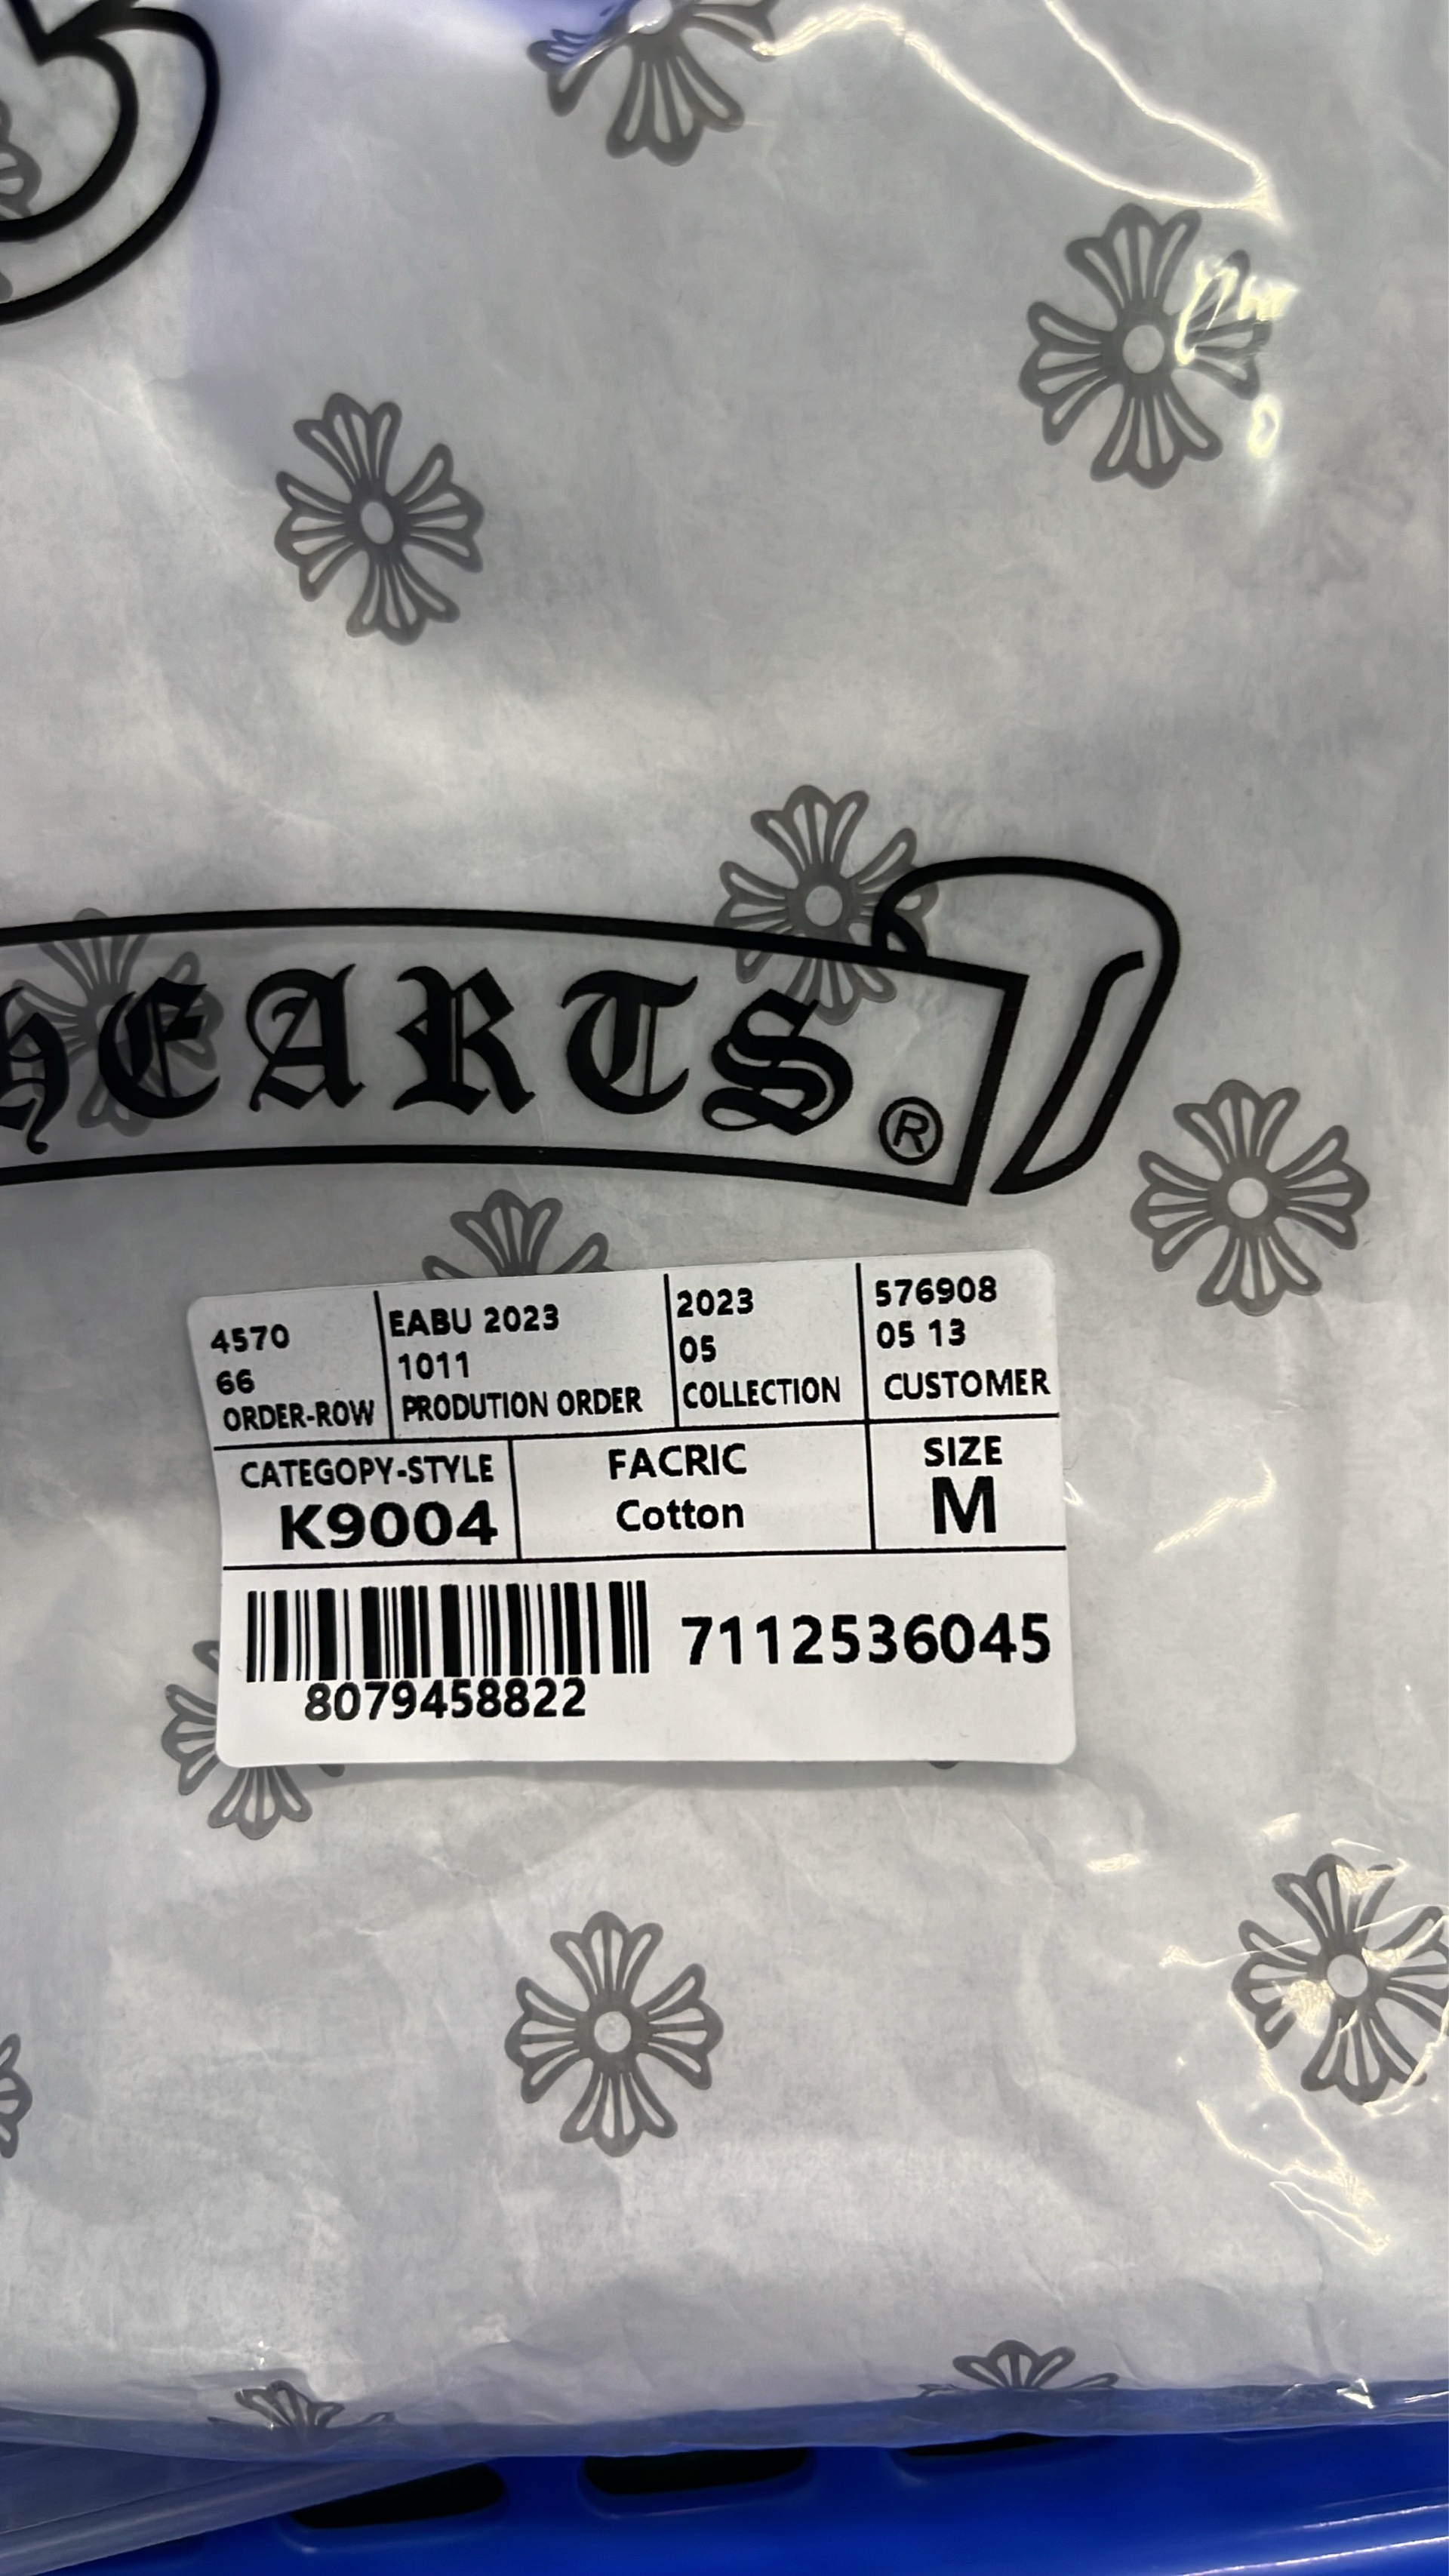 HEARTS ®
4570 EABU 2023 2023 576908
66 1011 05 05 13
ORDER-ROW PRODUTION ORDER COLLECTION CUSTOMER
CATEGOPY-STYLE FACRIC SIZE
K9004 Cotton M
7112536045
8079458822